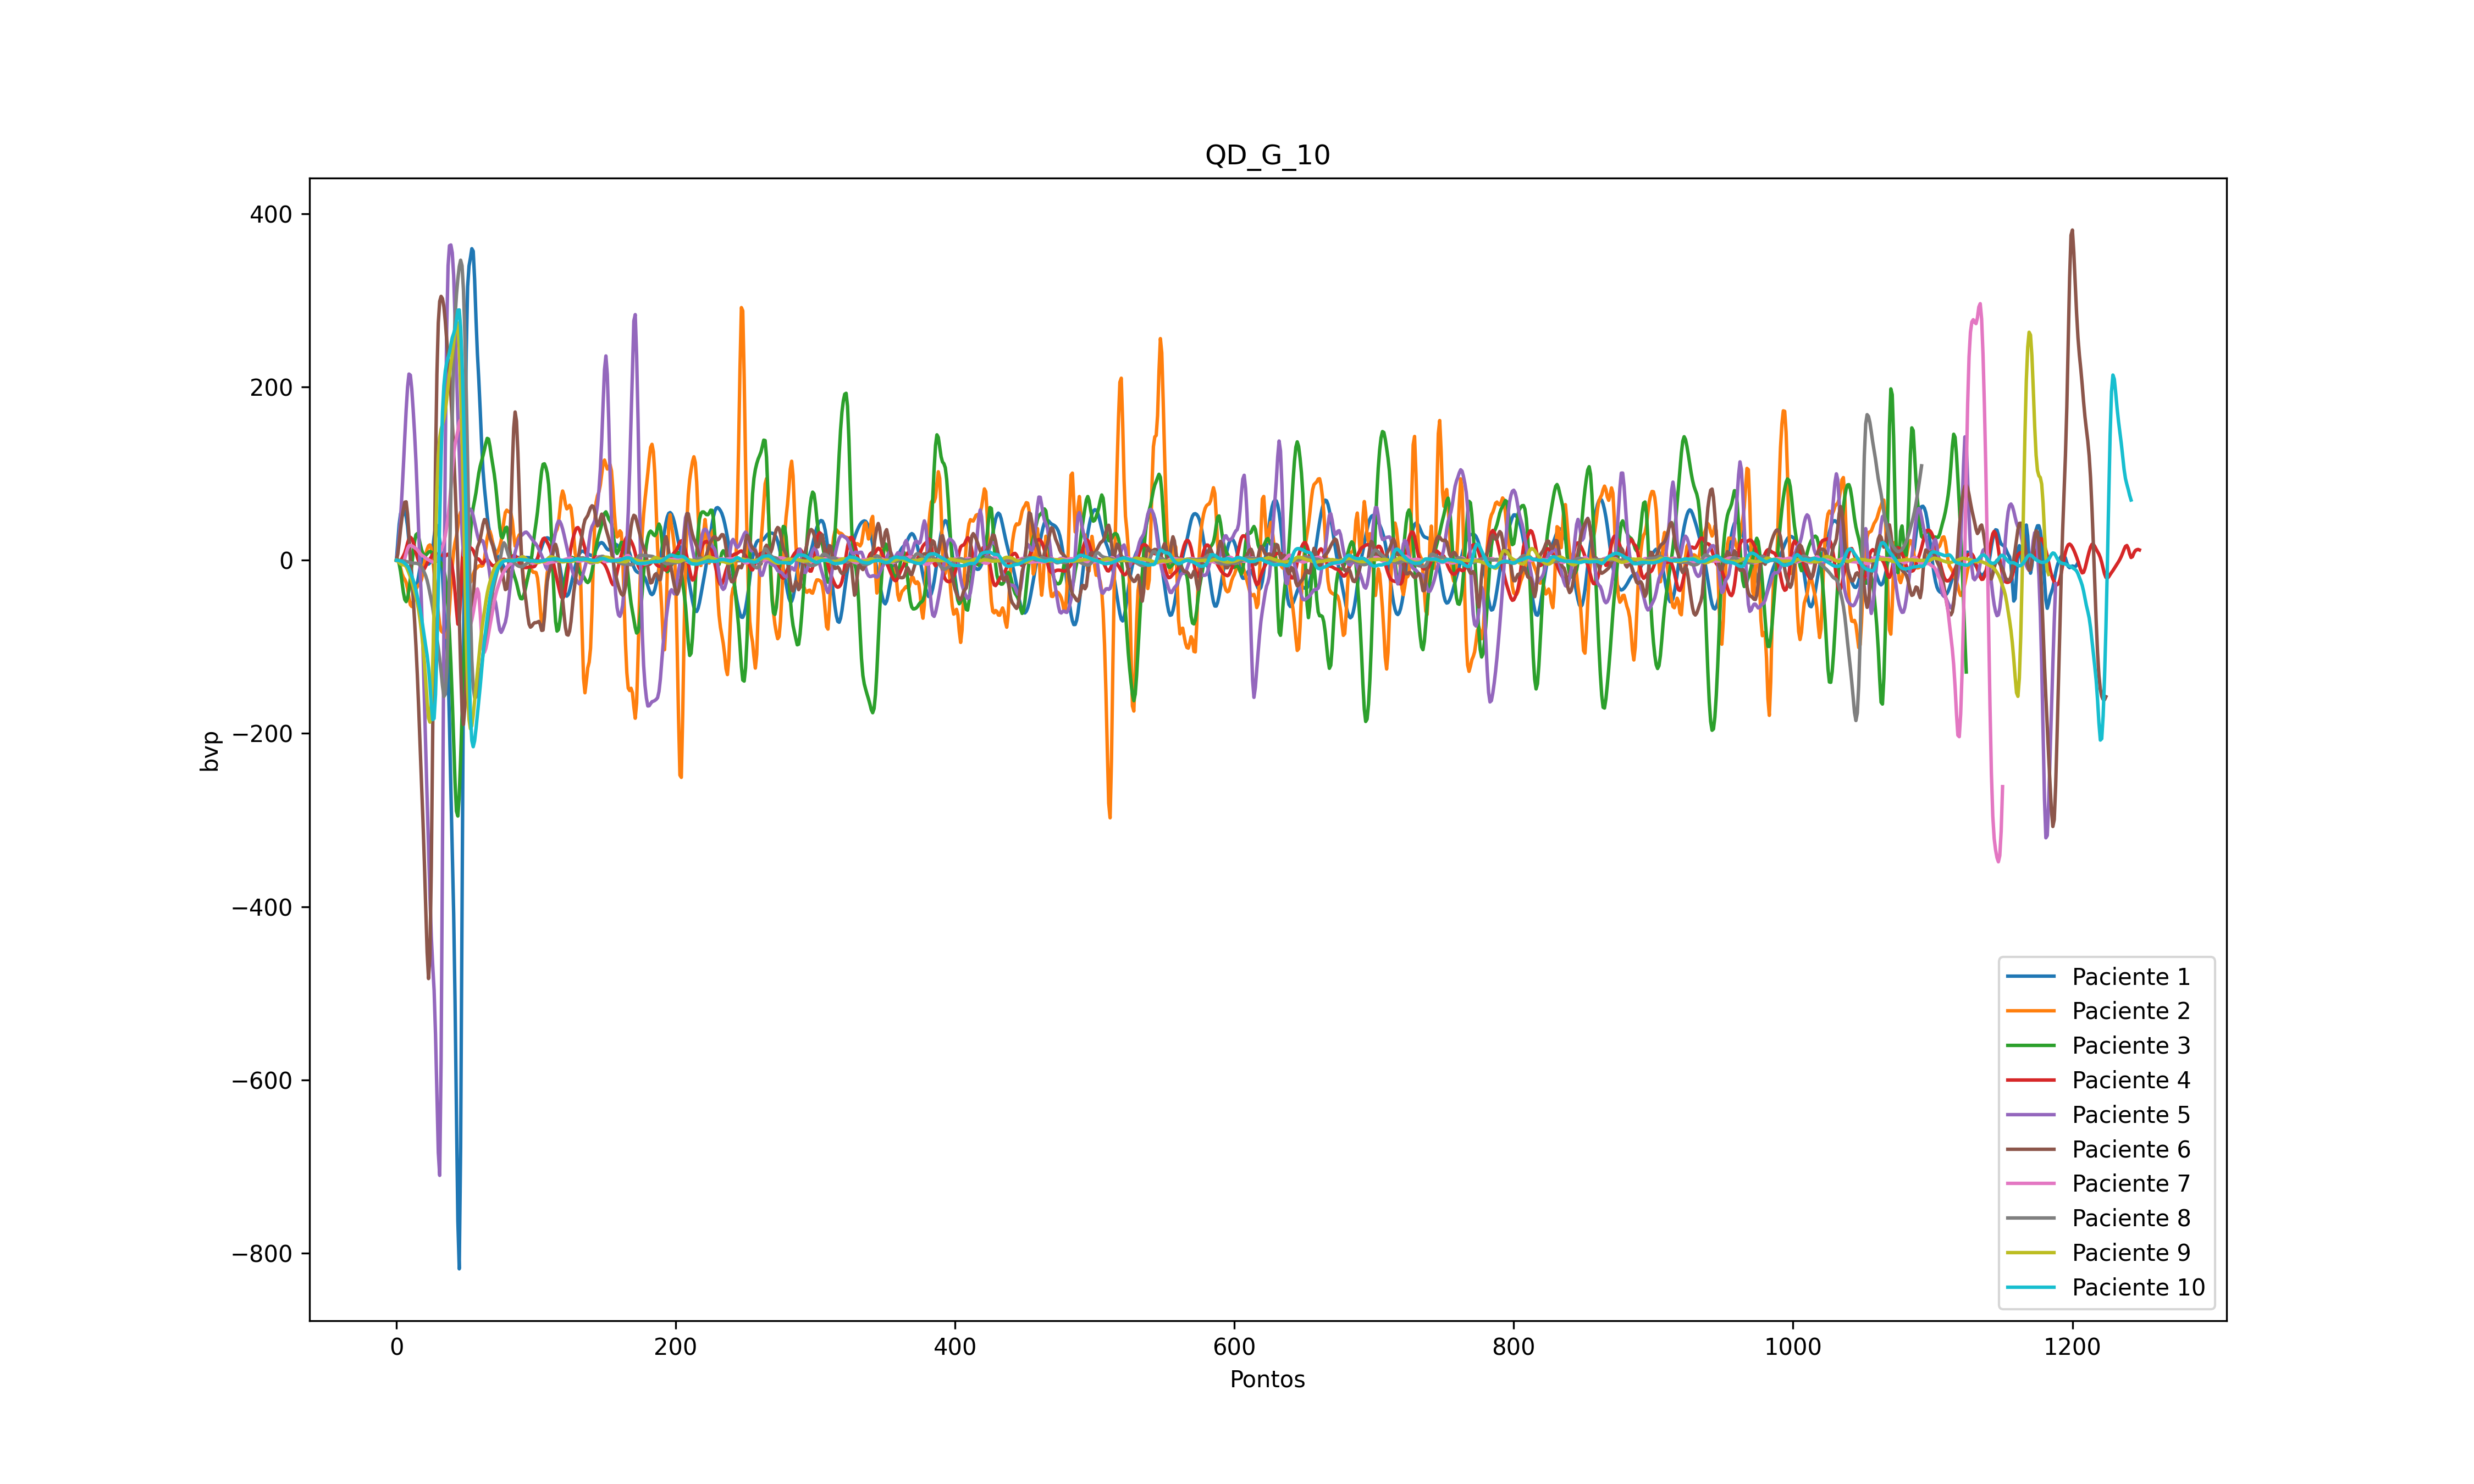 QD_G_10
400
200
0
−200
−400
−600
−800
bvp
0 200 400 600 800 1000 1200
Pontos
Paciente 1
Paciente 2
Paciente 3
Paciente 4
Paciente 5
Paciente 6
Paciente 7
Paciente 8
Paciente 9
Paciente 10